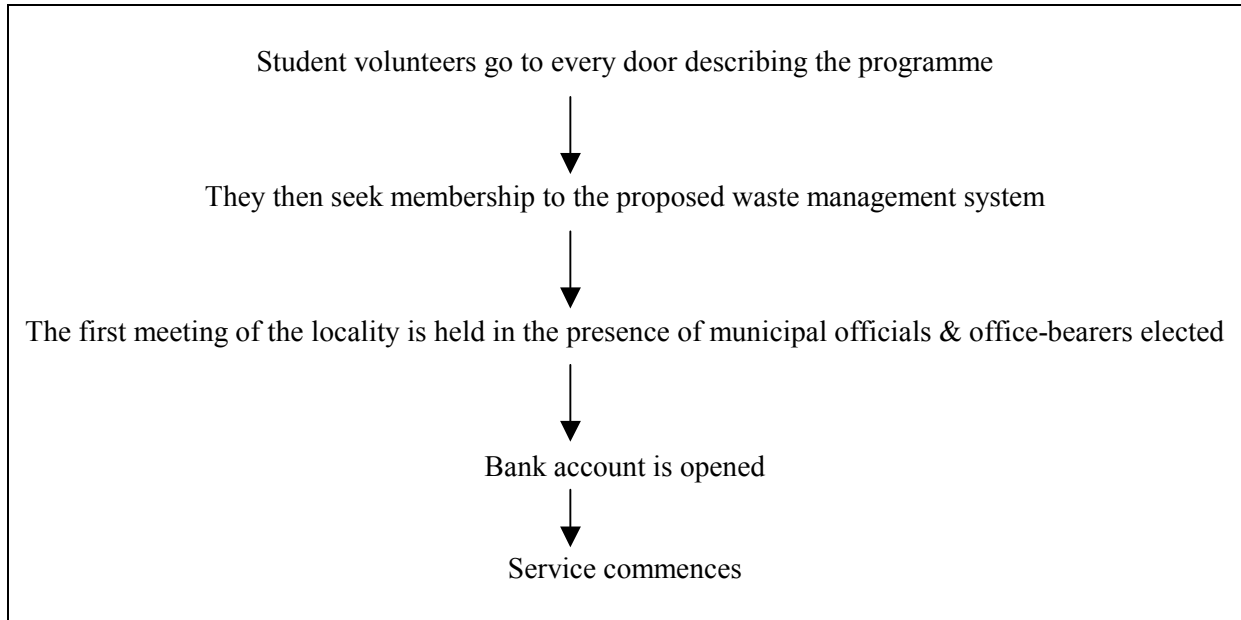 Student volunteers go to every door describing the programme
They then seek membership to the proposed waste management system
The first meeting of the locality is held in the presence of municipal officials & office-bearers elected
Bank account is opened
Service commences